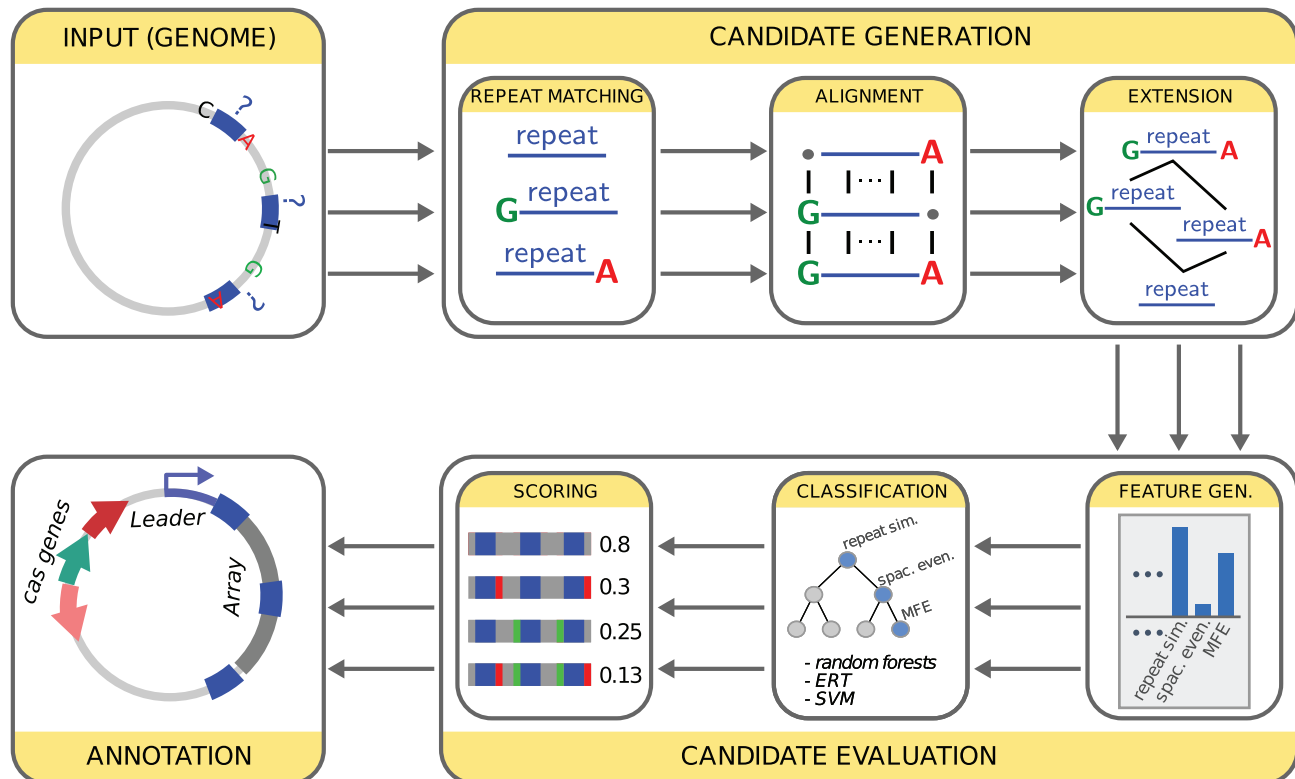 INPUT (GENOME)
C
?
A
G
?
T
G
?
A
CANDIDATE GENERATION
REPEAT MATCHING
repeat
G repeat
repeat A
ALIGNMENT
A
...
G
...
G A
EXTENSION
G repeat A
G repeat
repeat A
repeat
ANNOTATION
cas genes
Leader
Array
CANDIDATE EVALUATION
SCORING
0.8
0.3
0.25
0.13
CLASSIFICATION
repeat sim.
spac. even.
MFE
- random forests
- ERT
- SVM
FEATURE GEN.
...
...
repeat sim.
spac. even.
MFE